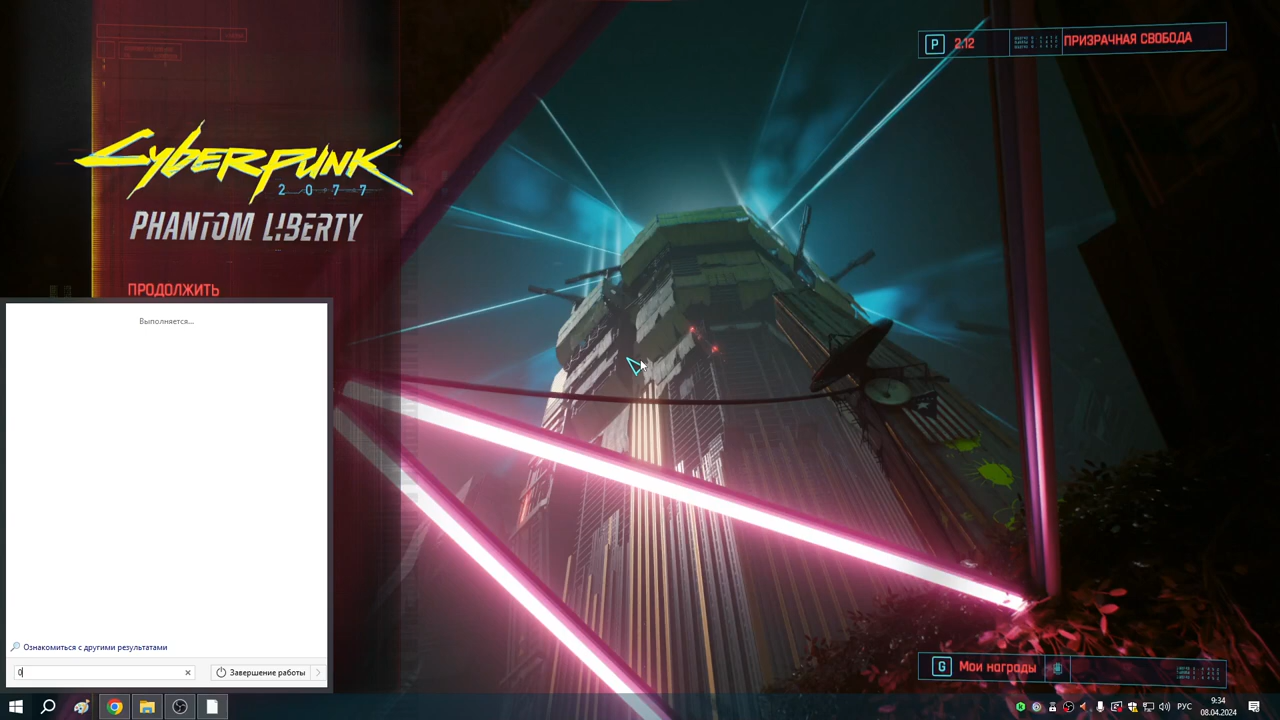 P 2.12 ПРИЗРАЧНАЯ СВОБОДА
CYBERPUNK
2077
PHANTOM LIBERTY
ПРОДОЛЖИТЬ
Выполняется...
Ознакомиться с другими результатами
0
Завершение работы
G Мои награды
РУС
9:34
08.04.2024